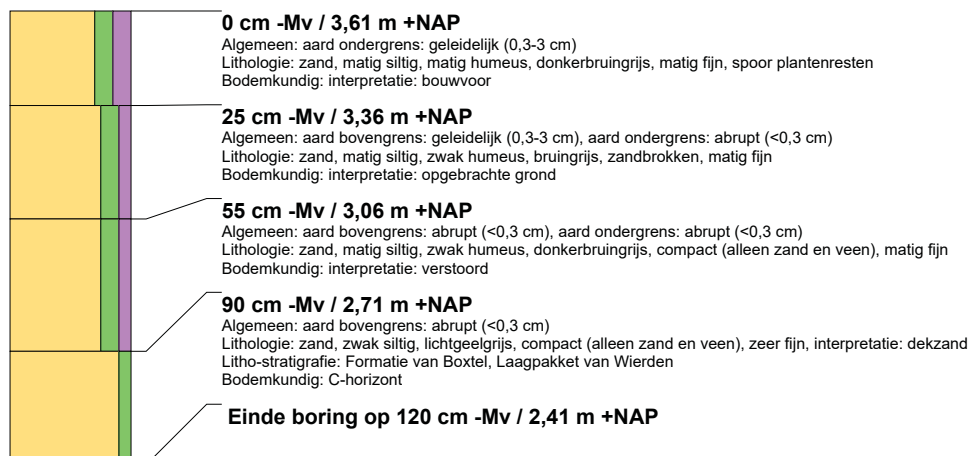 0 cm -Mv / 3,61 m +NAP
Algemeen: aard ondergrens: geleidelijk (0,3-3 cm)
Lithologie: zand, matig siltig, matig humeus, donkerbruingrijs, matig fijn, spoor plantenresten
Bodemkundig: interpretatie: bouwvoor
25 cm -Mv / 3,36 m +NAP
Algemeen: aard bovengrens: geleidelijk (0,3-3 cm), aard ondergrens: abrupt (<0,3 cm)
Lithologie: zand, matig siltig, zwak humeus, bruingrijs, zandbrokken, matig fijn
Bodemkundig: interpretatie: opgebrachte grond
55 cm -Mv / 3,06 m +NAP
Algemeen: aard bovengrens: abrupt (<0,3 cm), aard ondergrens: abrupt (<0,3 cm)
Lithologie: zand, matig siltig, zwak humeus, donkerbruingrijs, compact (alleen zand en veen), matig fijn
Bodemkundig: interpretatie: verstoord
90 cm -Mv / 2,71 m +NAP
Algemeen: aard bovengrens: abrupt (<0,3 cm)
Lithologie: zand, zwak siltig, lichtgeelgrijs, compact (alleen zand en veen), zeer fijn, interpretatie: dekzand
Litho-stratigrafie: Formatie van Boxtel, Laagpakket van Wierden
Bodemkundig: C-horizont
Einde boring op 120 cm -Mv / 2,41 m +NAP